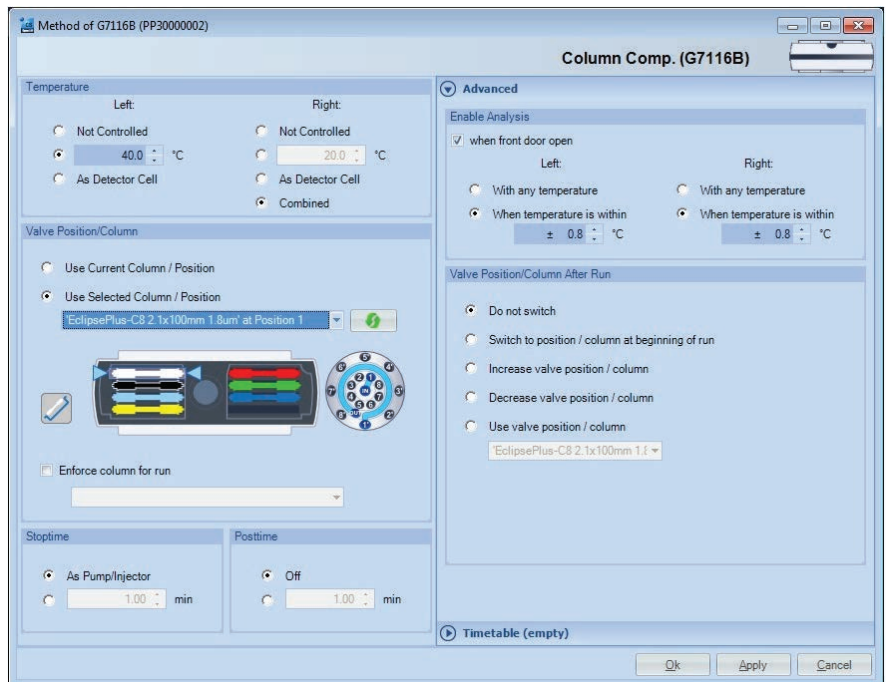 Method of G7116B (PP30000002)
Column Comp. (G7116B)
Temperature
Left: Right:
Not Controlled Not Controlled
40.0 °C 20.0 °C
As Detector Cell As Detector Cell
Combined
Valve Position/Column
Use Current Column / Position
Use Selected Column / Position
'EclipsePlus-C8 2.1x100mm 1.8um' at Position 1
Enforce column for run
Stoptime
As Pump/Injector
1.00 min
Posttime
Off
1.00 min
Advanced
Enable Analysis
when front door open
Left: Right:
With any temperature With any temperature
When temperature is within When temperature is within
± 0.8 °C ± 0.8 °C
Valve Position/Column After Run
Do not switch
Switch to position / column at beginning of run
Increase valve position / column
Decrease valve position / column
Use valve position / column
'EclipsePlus-C8 2.1x100mm 1.8
Timetable (empty)
Ok Apply Cancel